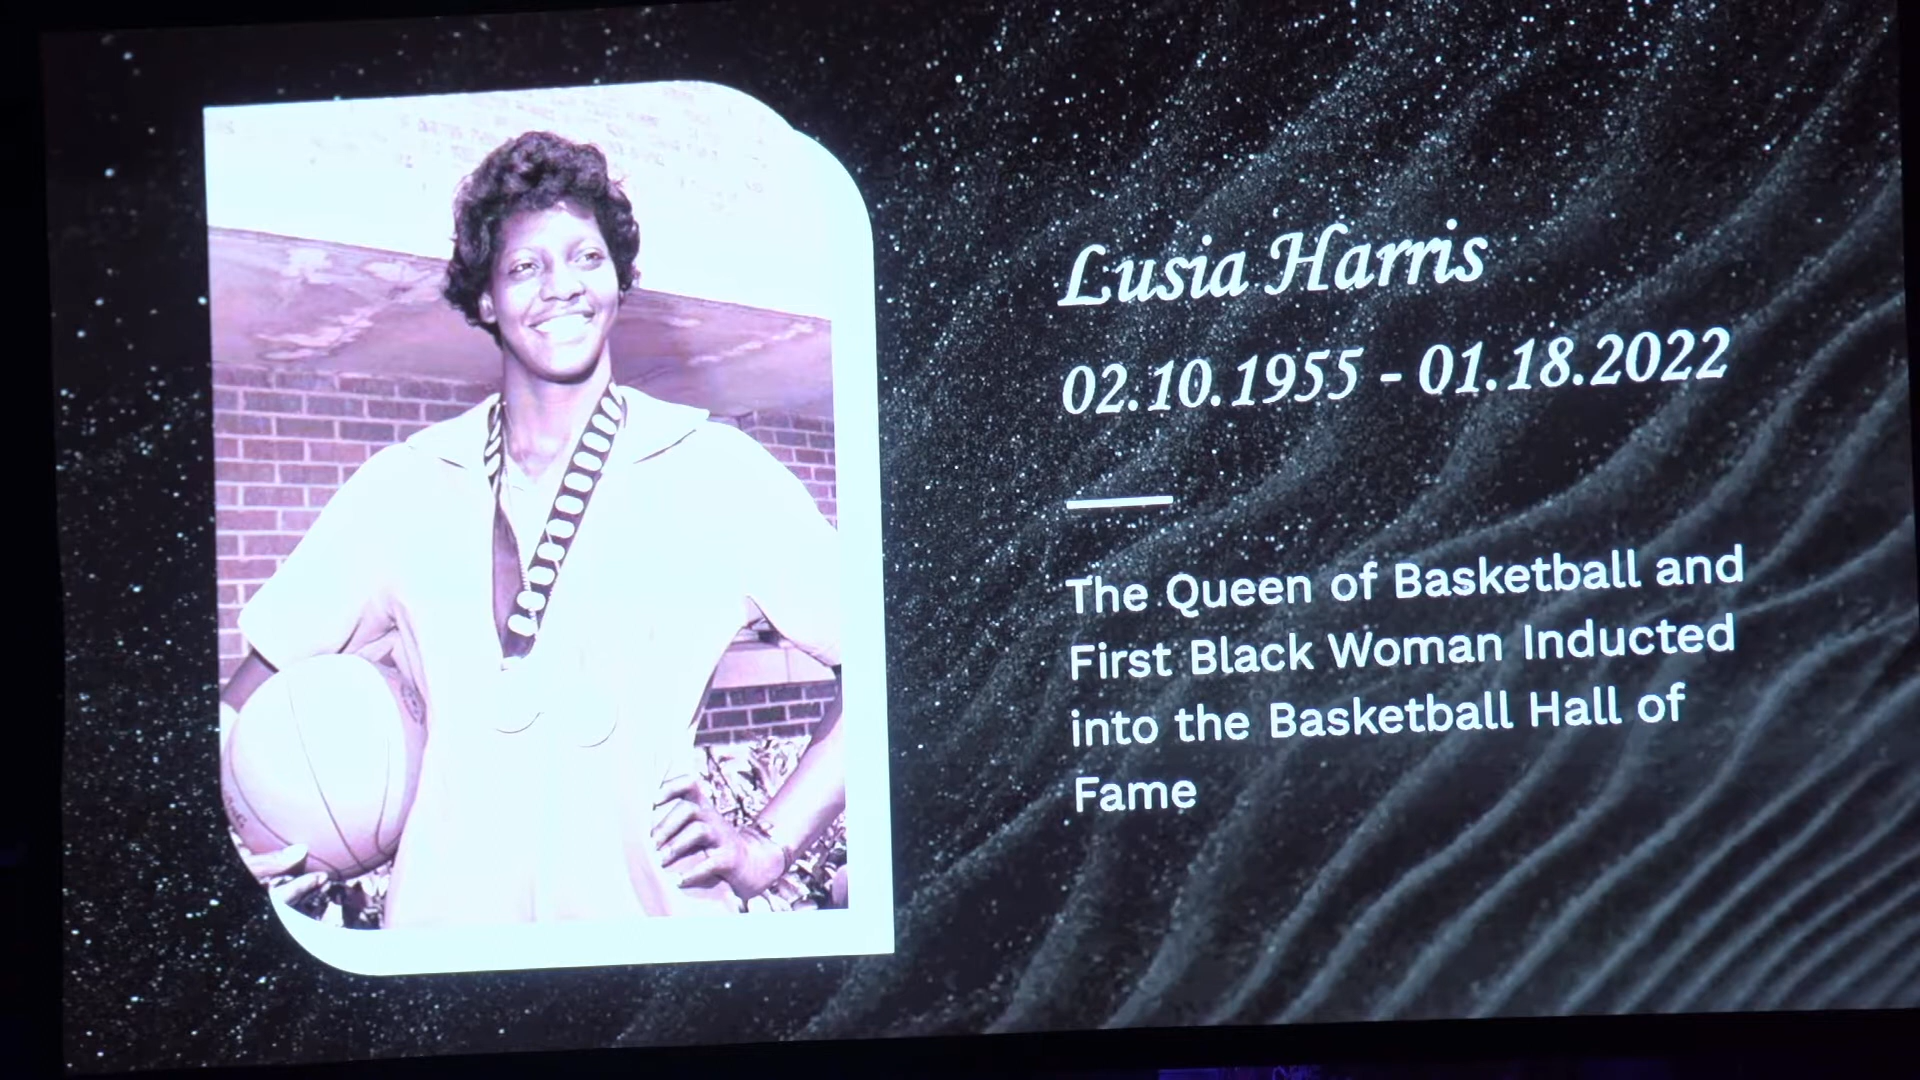 Lusia Harris
02.10.1955 - 01.18.2022
The Queen of Basketball and
First Black Woman Inducted
into the Basketball Hall of
Fame